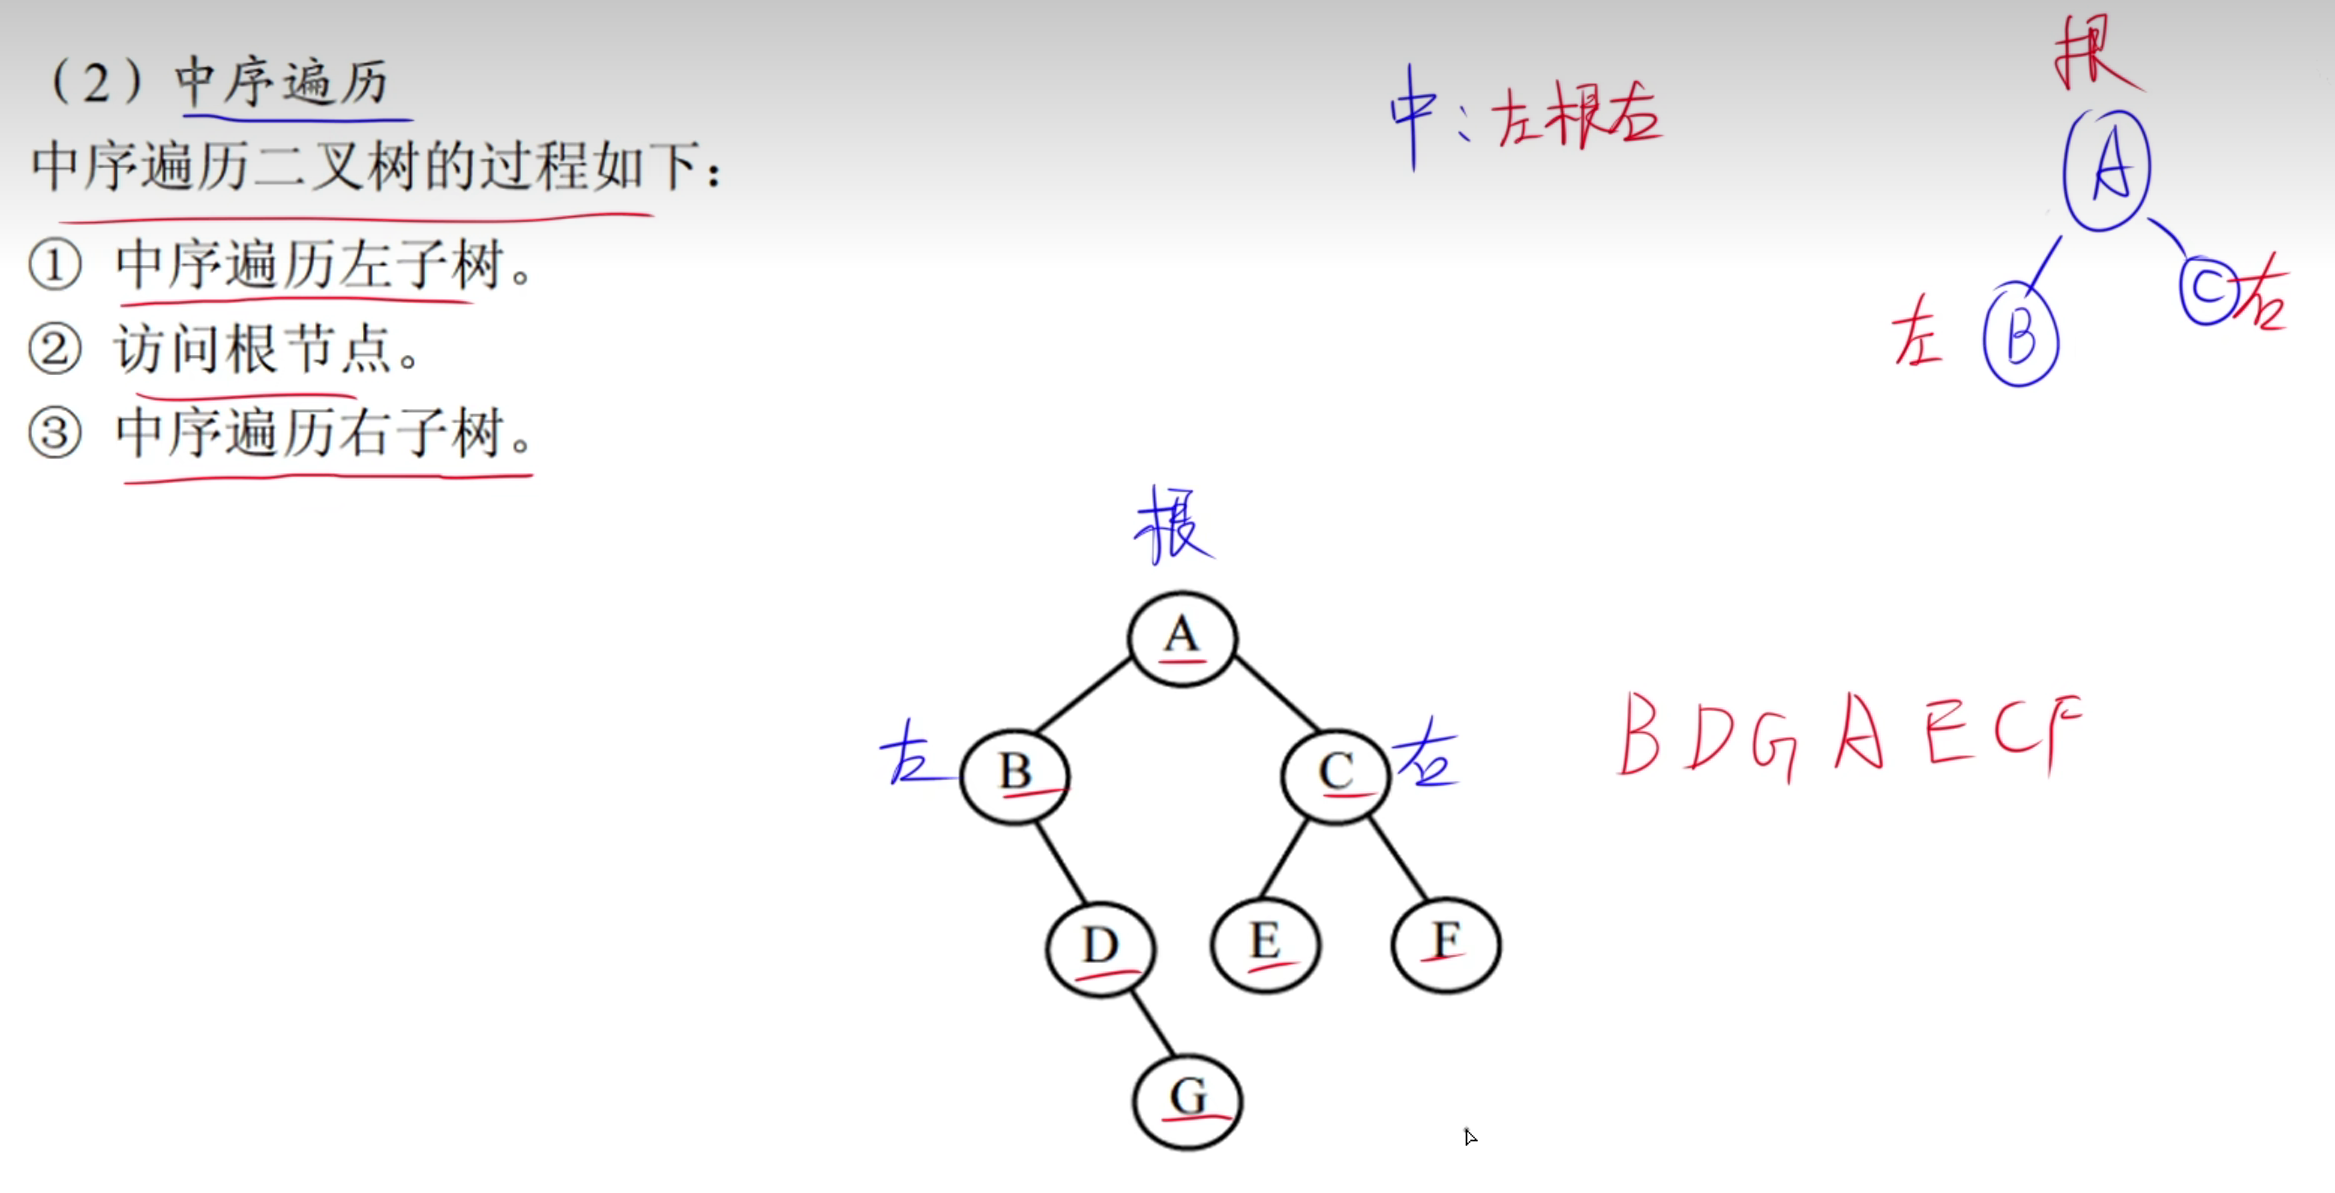 （2）中序遍历
中序遍历二叉树的过程如下：
① 中序遍历左子树。
② 访问根节点。
③ 中序遍历右子树。
中：左根右
根
A
左 B
C 右
根
A
左 B
C 右
D
E
F
G
B D G A E C F